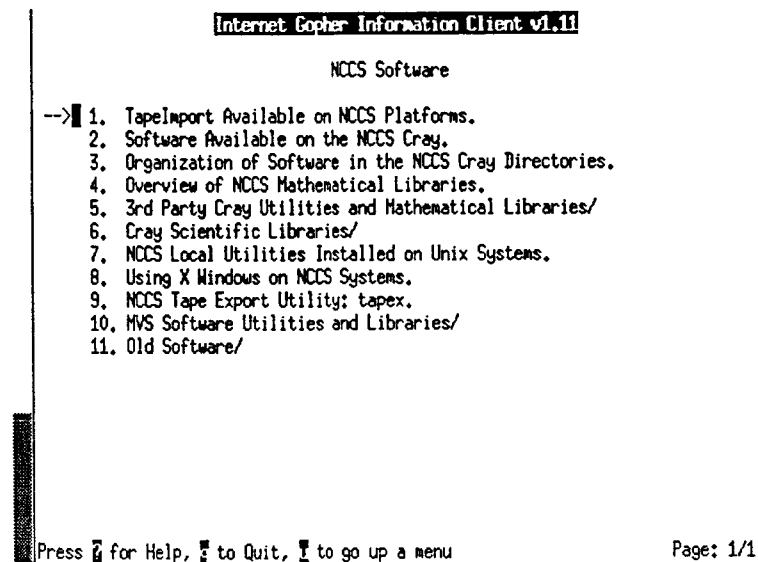 Internet Gopher Information Client v1.11
NCCS Software
--> 1. TapeImport Available on NCCS Platforms.
2. Software Available on the NCCS Cray.
3. Organization of Software in the NCCS Cray Directories.
4. Overview of NCCS Mathematical Libraries.
5. 3rd Party Cray Utilities and Mathematical Libraries/
6. Cray Scientific Libraries/
7. NCCS Local Utilities Installed on Unix Systems.
8. Using X Windows on NCCS Systems.
9. NCCS Tape Export Utility: tapex.
10. MVS Software Utilities and Libraries/
11. Old Software/
Press ? for Help, to Quit, to go up a menu Page: 1/1